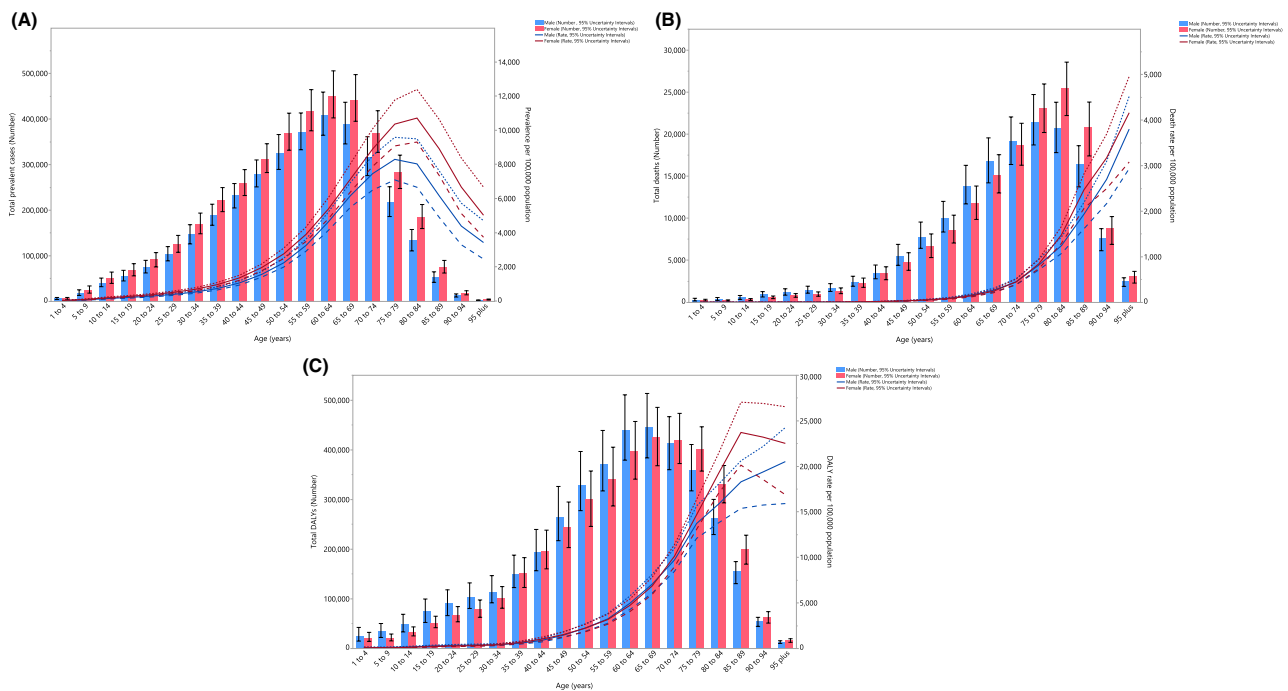 (A)
Male (Number , 95% Uncertainty Intervals)
Female (Number, 95% Uncertainty Intervals)
Male (Rate, 95% Uncertainty Intervals)
Female (Rate, 95% Uncertainty Intervals)
500,000
400,000
300,000
200,000
100,000
0
Total prevalent cases (Number)
14,000
12,000
10,000
8,000
6,000
4,000
2,000
0
Prevalence per 100,000 population
1 to 4
5 to 9
10 to 14
15 to 19
20 to 24
25 to 29
30 to 34
35 to 39
40 to 44
45 to 49
50 to 54
55 to 59
60 to 64
65 to 69
70 to 74
75 to 79
80 to 84
85 to 89
90 to 94
95 plus
Age (years)
(B)
Male (Number, 95% Uncertainty Intervals)
Female (Number, 95% Uncertainty Intervals)
Male (Rate, 95% Uncertainty Intervals)
Female (Rate, 95% Uncertainty Intervals)
30,000
25,000
20,000
15,000
10,000
5,000
0
Total deaths (Number)
5,000
4,000
3,000
2,000
1,000
0
Death rate per 100,000 population
1 to 4
5 to 9
10 to 14
15 to 19
20 to 24
25 to 29
30 to 34
35 to 39
40 to 44
45 to 49
50 to 54
55 to 59
60 to 64
65 to 69
70 to 74
75 to 79
80 to 84
85 to 89
90 to 94
95 plus
Age (years)
(C)
Male (Number, 95% Uncertainty Intervals)
Female (Number, 95% Uncertainty Intervals)
Male (Rate, 95% Uncertainty Intervals)
Female (Rate, 95% Uncertainty Intervals)
500,000
400,000
300,000
200,000
100,000
0
Total DALYs (Number)
30,000
25,000
20,000
15,000
10,000
5,000
0
DALY rate per 100,000 population
1 to 4
5 to 9
10 to 14
15 to 19
20 to 24
25 to 29
30 to 34
35 to 39
40 to 44
45 to 49
50 to 54
55 to 59
60 to 64
65 to 69
70 to 74
75 to 79
80 to 84
85 to 89
90 to 94
95 plus
Age (years)